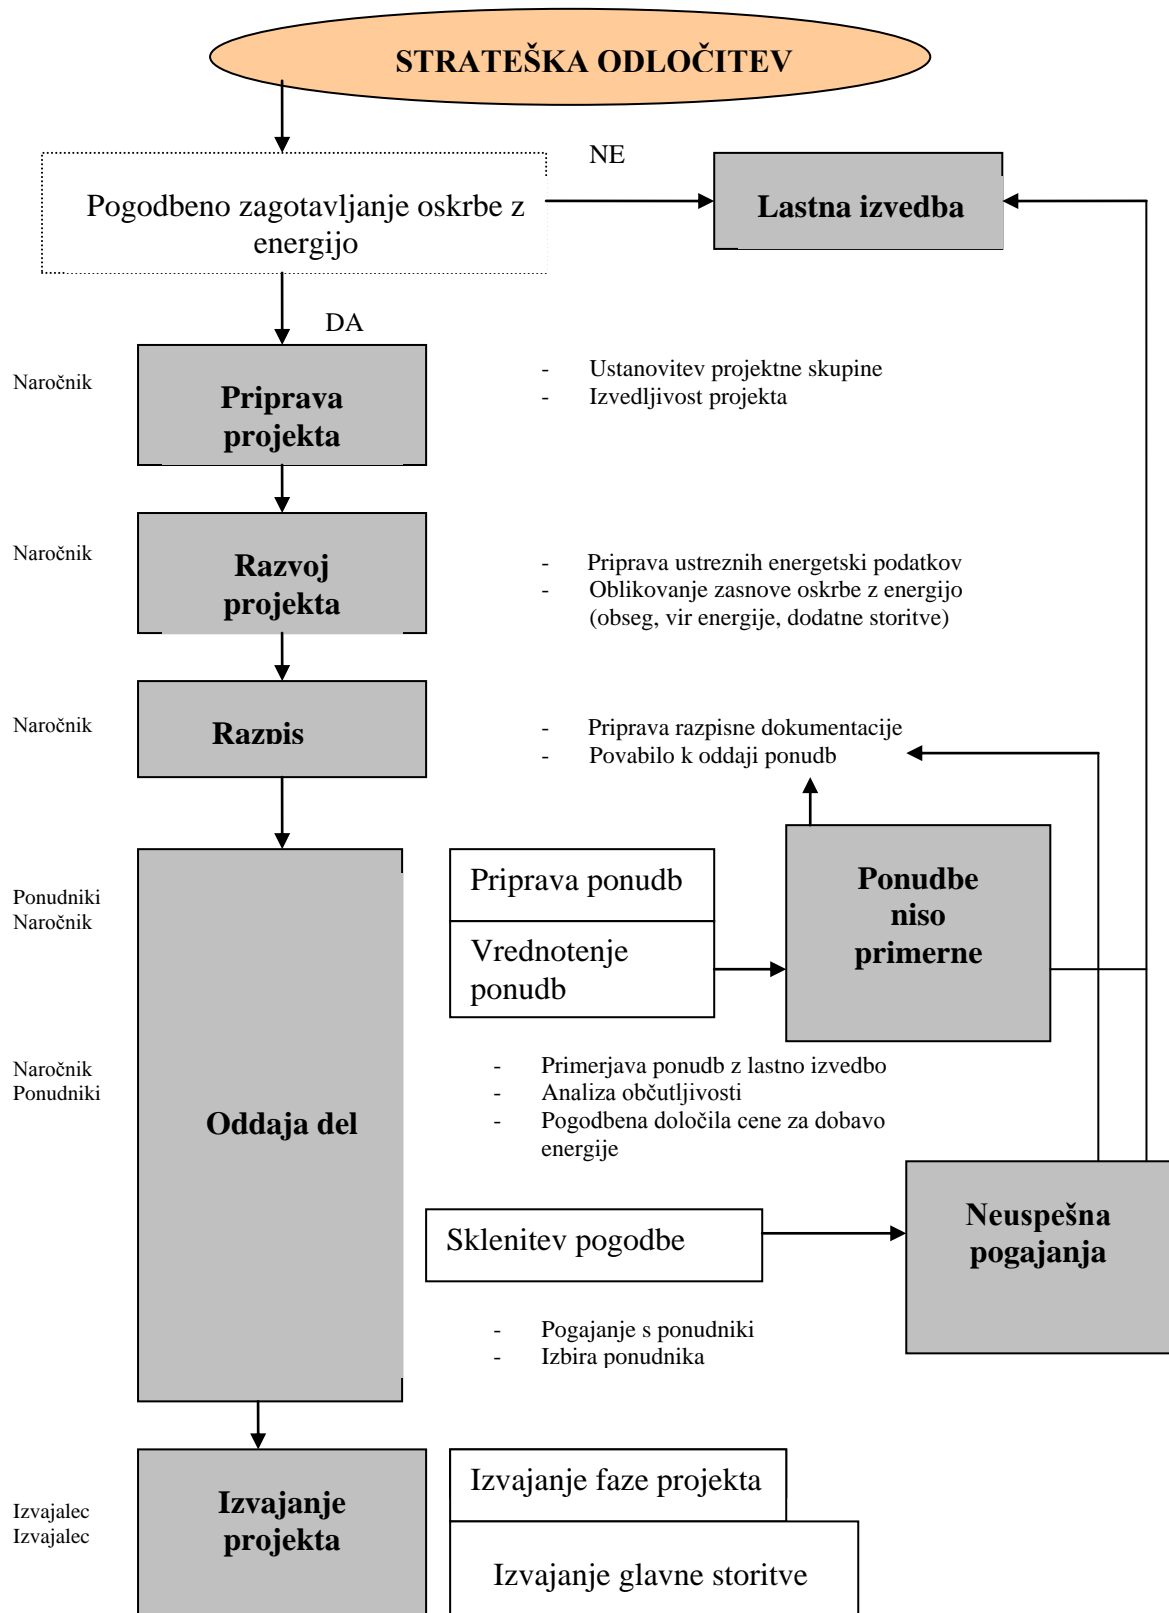 STRATEŠKA ODLOČITEV
NE
Pogodbeno zagotavljanje oskrbe z
energijo
Lastna izvedba
DA
Naročnik
Priprava
projekta
- Ustanovitev projektne skupine
- Izvedljivost projekta
Naročnik
Razvoj
projekta
- Priprava ustreznih energetski podatkov
- Oblikovanje zasnove oskrbe z energijo
(obseg, vir energije, dodatne storitve)
Naročnik
Razpis
- Priprava razpisne dokumentacije
- Povabilo k oddaji ponudb
Ponudniki
Naročnik
Priprava ponudb
Vrednotenje
ponudb
Ponudbe
niso
primerne
Naročnik
Ponudniki
Oddaja del
- Primerjava ponudb z lastno izvedbo
- Analiza občutljivosti
- Pogodbena določila cene za dobavo
energije
Sklenitev pogodbe
Neuspešna
pogajanja
- Pogajanje s ponudniki
- Izbira ponudnika
Izvajalec
Izvajalec
Izvajanje
projekta
Izvajanje faze projekta
Izvajanje glavne storitve